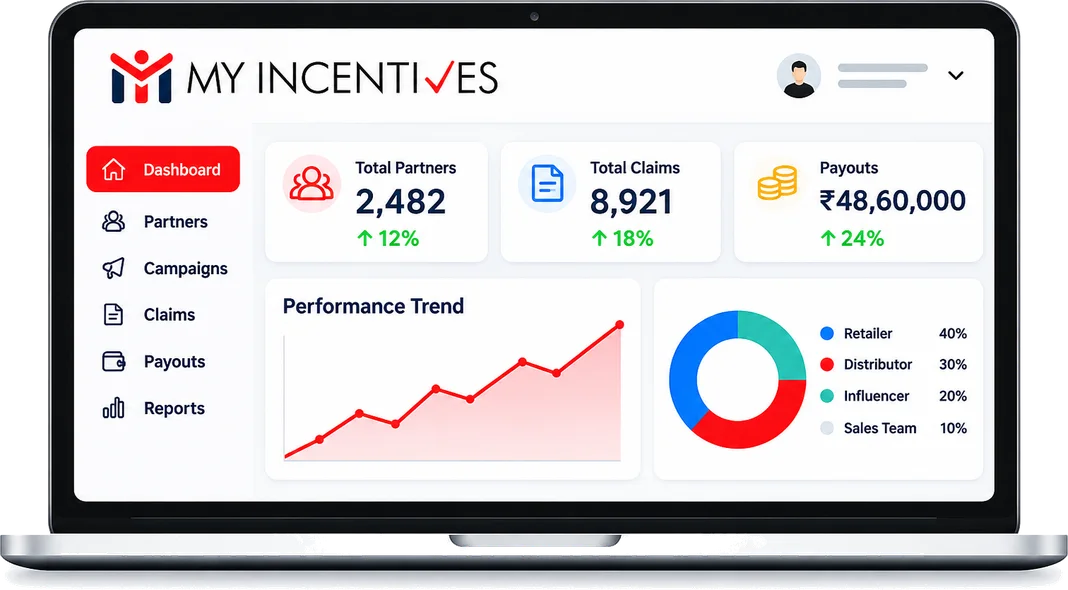 MY INCENTIVES
Dashboard
Partners
Campaigns
Claims
Payouts
Reports
Total Partners
2,482
↑ 12%
Total Claims
8,921
↑ 18%
Payouts
₹48,60,000
↑ 24%
Performance Trend
Retailer 40%
Distributor 30%
Influencer 20%
Sales Team 10%